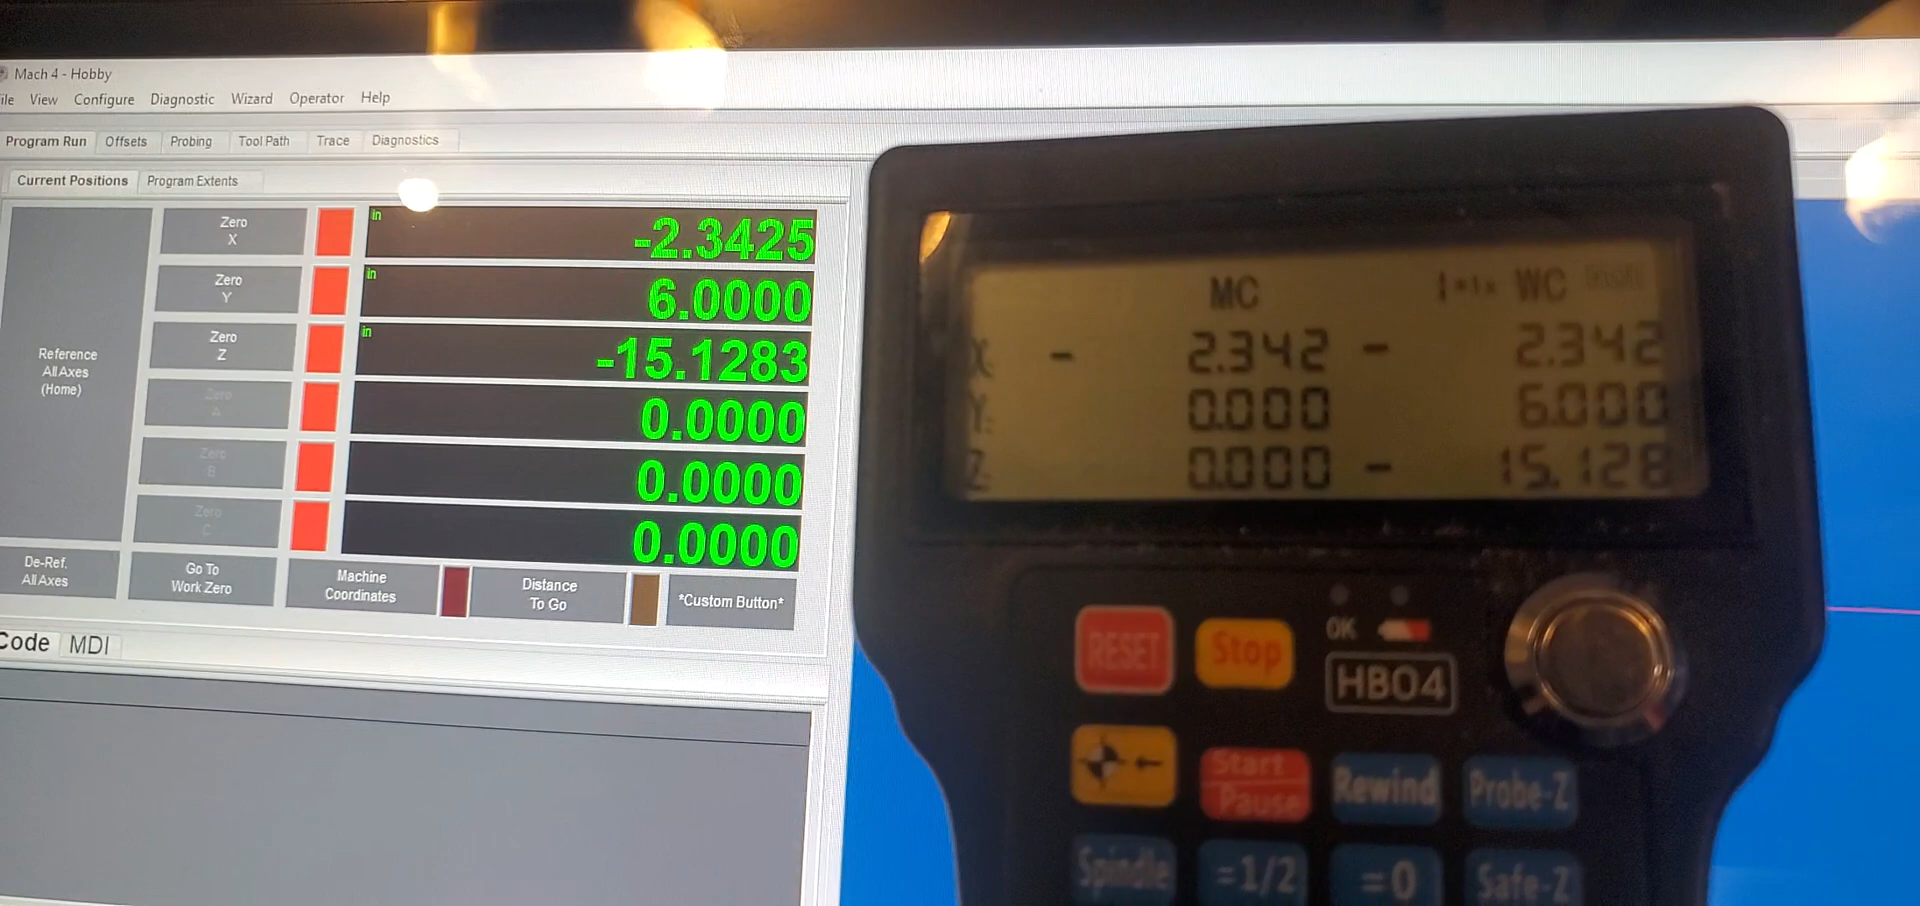 Mach 4 - Hobby
ile View Configure Diagnostic Wizard Operator Help
Program Run Offsets Probing Tool Path Trace Diagnostics
Current Positions Program Extents
Reference
All Axes
(Home)
Zero
X
in
-2.3425
Zero
Y
in
6.0000
Zero
Z
in
-15.1283
Zero
A
0.0000
Zero
B
0.0000
Zero
C
0.0000
De-Ref.
All Axes
Go To
Work Zero
Machine
Coordinates
Distance
To Go
*Custom Button*
Code MDI
MC WC
X: - 2.342 - 2.342
Y: 0.000 6.000
Z: 0.000 - 15.128
RESET
Stop
OK
HB04
Start
Pause
Rewind
Probe-Z
Spindle
=1/2
=0
Safe-Z